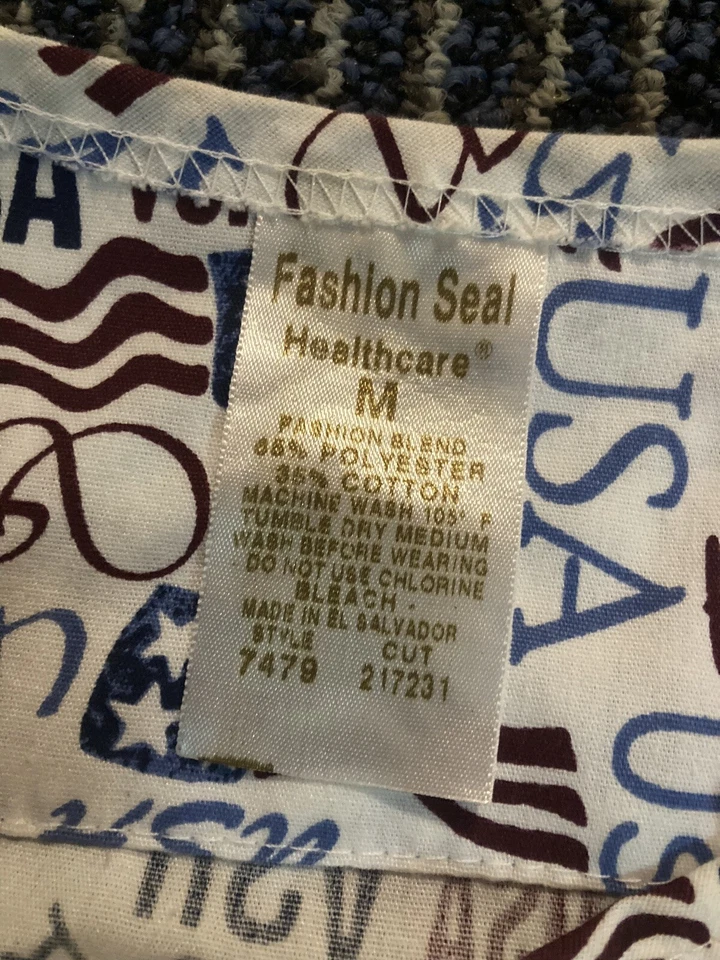 Fashion Seal
Healthcare®
M
FASHION BLEND
65% POLYESTER
35% COTTON
MACHINE WASH 105° F
TUMBLE DRY MEDIUM
WASH BEFORE WEARING
DO NOT USE CHLORINE
BLEACH.
MADE IN EL SALVADOR
STYLE CUT
7479 217231
USA
USA